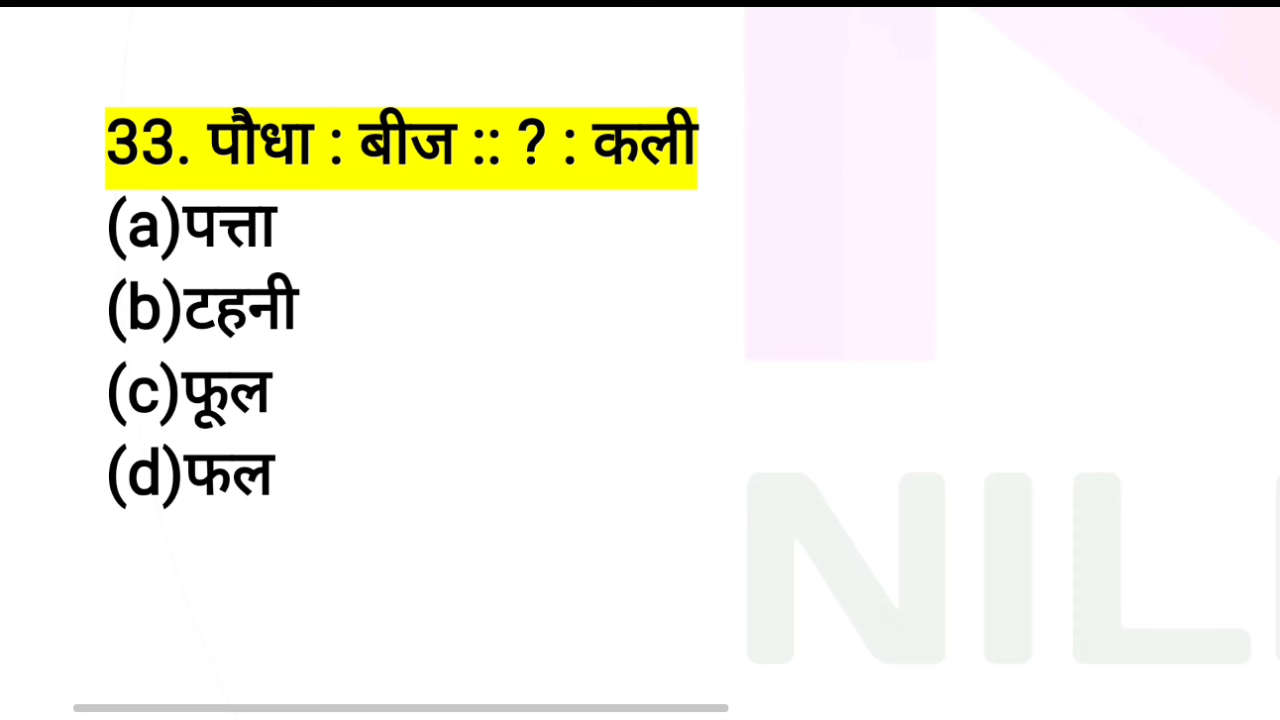 33. पौधा : बीज :: ? : कली
(a)पत्ता
(b)टहनी
(c)फूल
(d)फल
NIL